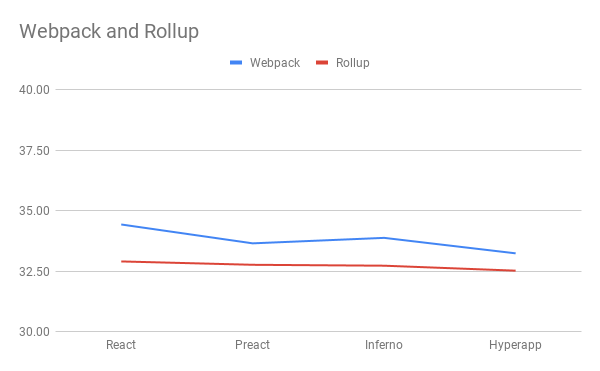 Webpack and Rollup
Webpack Rollup
40.00
37.50
35.00
32.50
30.00
React Preact Inferno Hyperapp